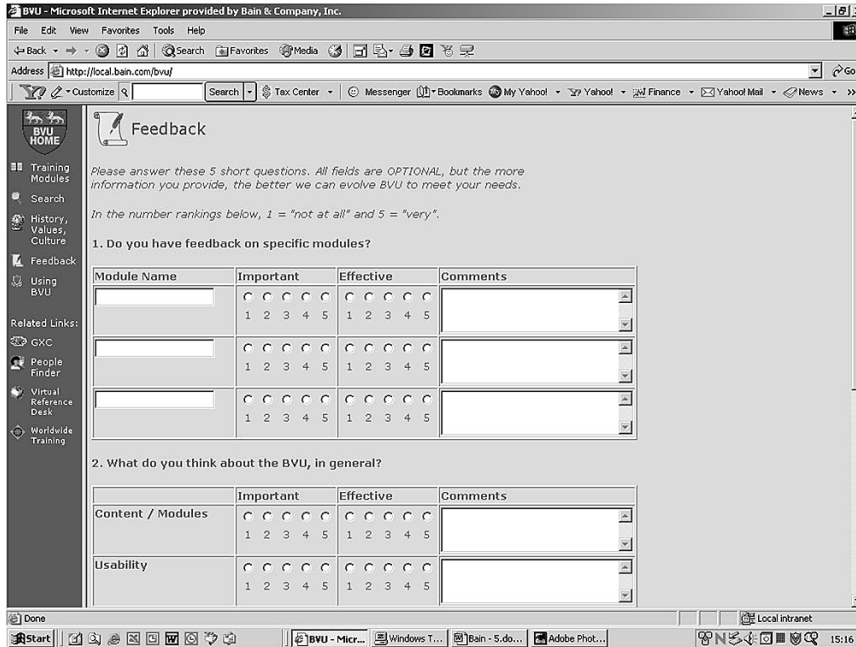 BVU - Microsoft Internet Explorer provided by Bain & Company, Inc.
File Edit View Favorites Tools Help
Back Search Favorites Media
Address http://local.bain.com/bvu/ Go
Y7? Customize Search Tax Center Messenger Bookmarks My Yahoo! Yahoo! Finance Yahoo! Mail News »
BVU
HOME
Training
Modules
Search
History,
Values,
Culture
Feedback
Using
BVU
Related Links:
GXC
People
Finder
Virtual
Reference
Desk
Worldwide
Training
Feedback
Please answer these 5 short questions. All fields are OPTIONAL, but the more
information you provide, the better we can evolve BVU to meet your needs.
In the number rankings below, 1 = "not at all" and 5 = "very".
1. Do you have feedback on specific modules?
Module Name Important Effective Comments
1 2 3 4 5 1 2 3 4 5
1 2 3 4 5 1 2 3 4 5
1 2 3 4 5 1 2 3 4 5
2. What do you think about the BVU, in general?
Important Effective Comments
Content / Modules
1 2 3 4 5 1 2 3 4 5
Usability
1 2 3 4 5 1 2 3 4 5
Done Local intranet
Start BVU - Micr... Windows T... Bain - 5.do... Adobe Phot... 15:16